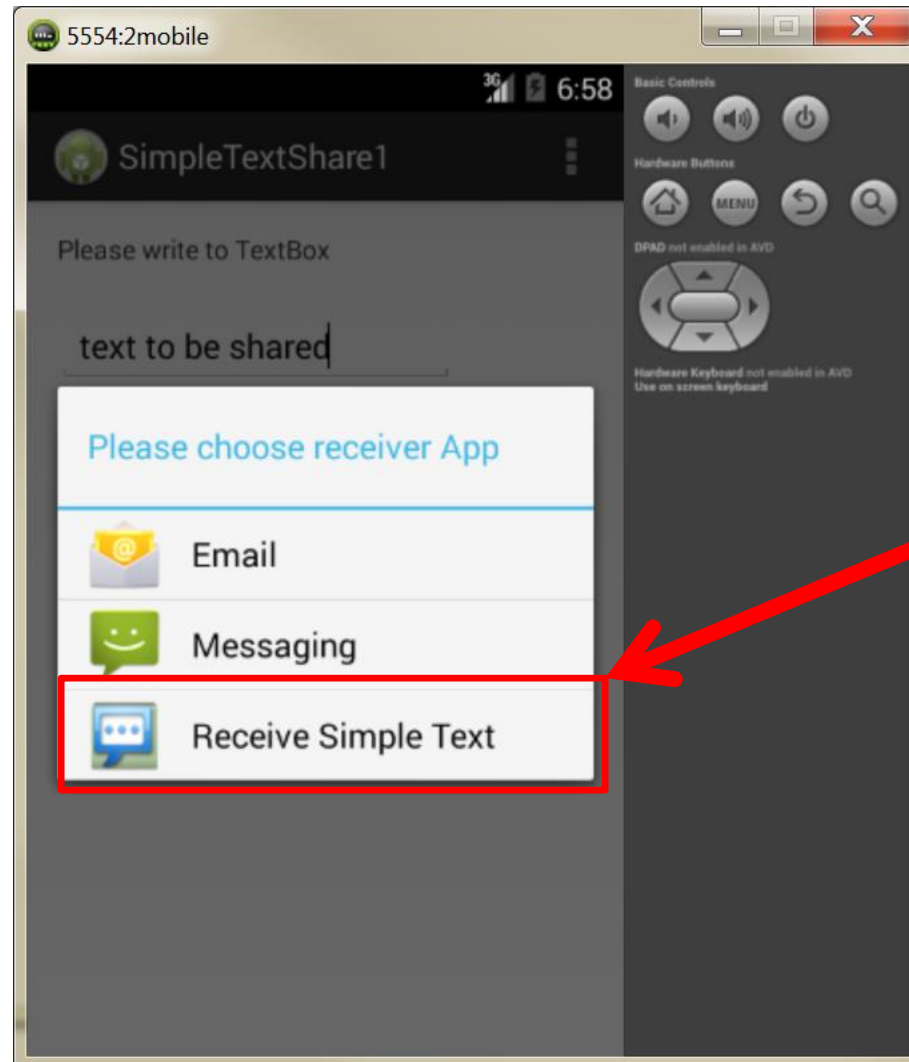 5554:2mobile
3G 6:58
SimpleTextShare1
Please write to TextBox
text to be shared
Please choose receiver App
@ Email
Messaging
Receive Simple Text
Basic Controls
Hardware Buttons
MENU
DPAD not enabled in AVD
Hardware Keyboard not enabled in AVD
Use on screen keyboard